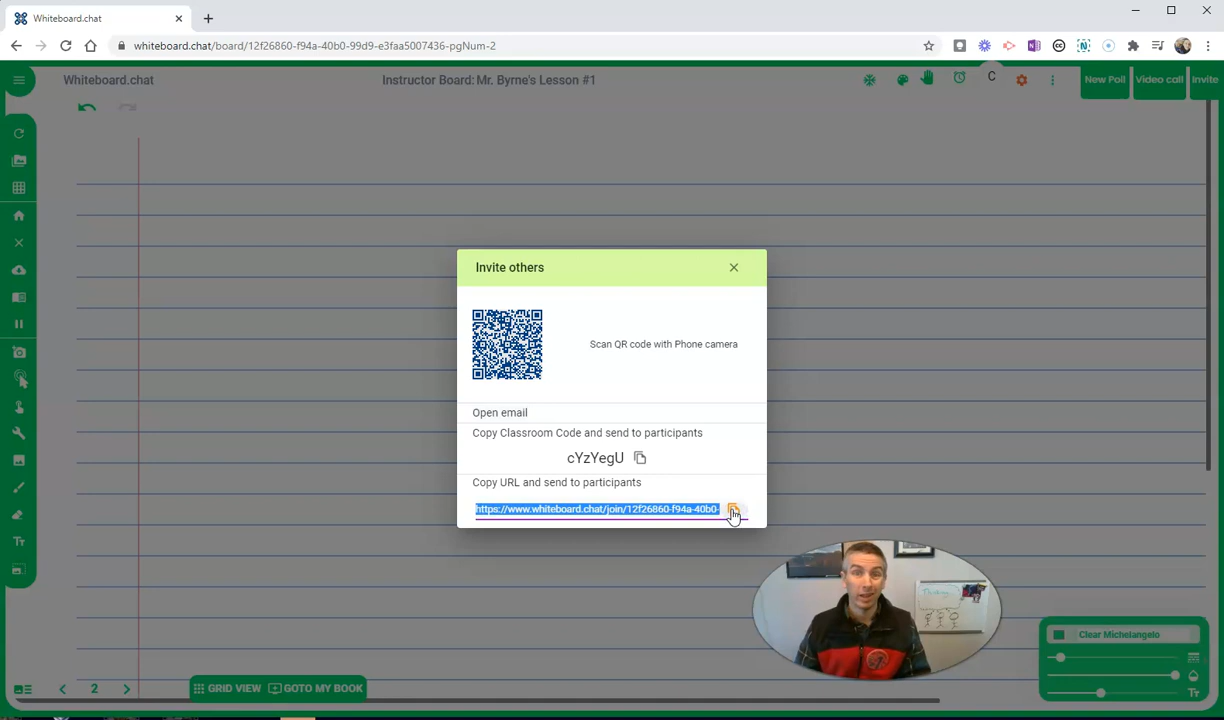 Whiteboard.chat
whiteboard.chat/board/12f26860-f94a-40b0-99d9-e3faa5007436-pgNum-2
Whiteboard.chat
Instructor Board: Mr. Byrne's Lesson #1
C
New Poll
Video call
Invite
Invite others
Scan QR code with Phone camera
Open email
Copy Classroom Code and send to participants
cYzYegU
Copy URL and send to participants
https://www.whiteboard.chat/join/12f26860-f94a-40b0-
Clear Michelangelo
Tт
2
GRID VIEW
GOTO MY BOOK
Tт